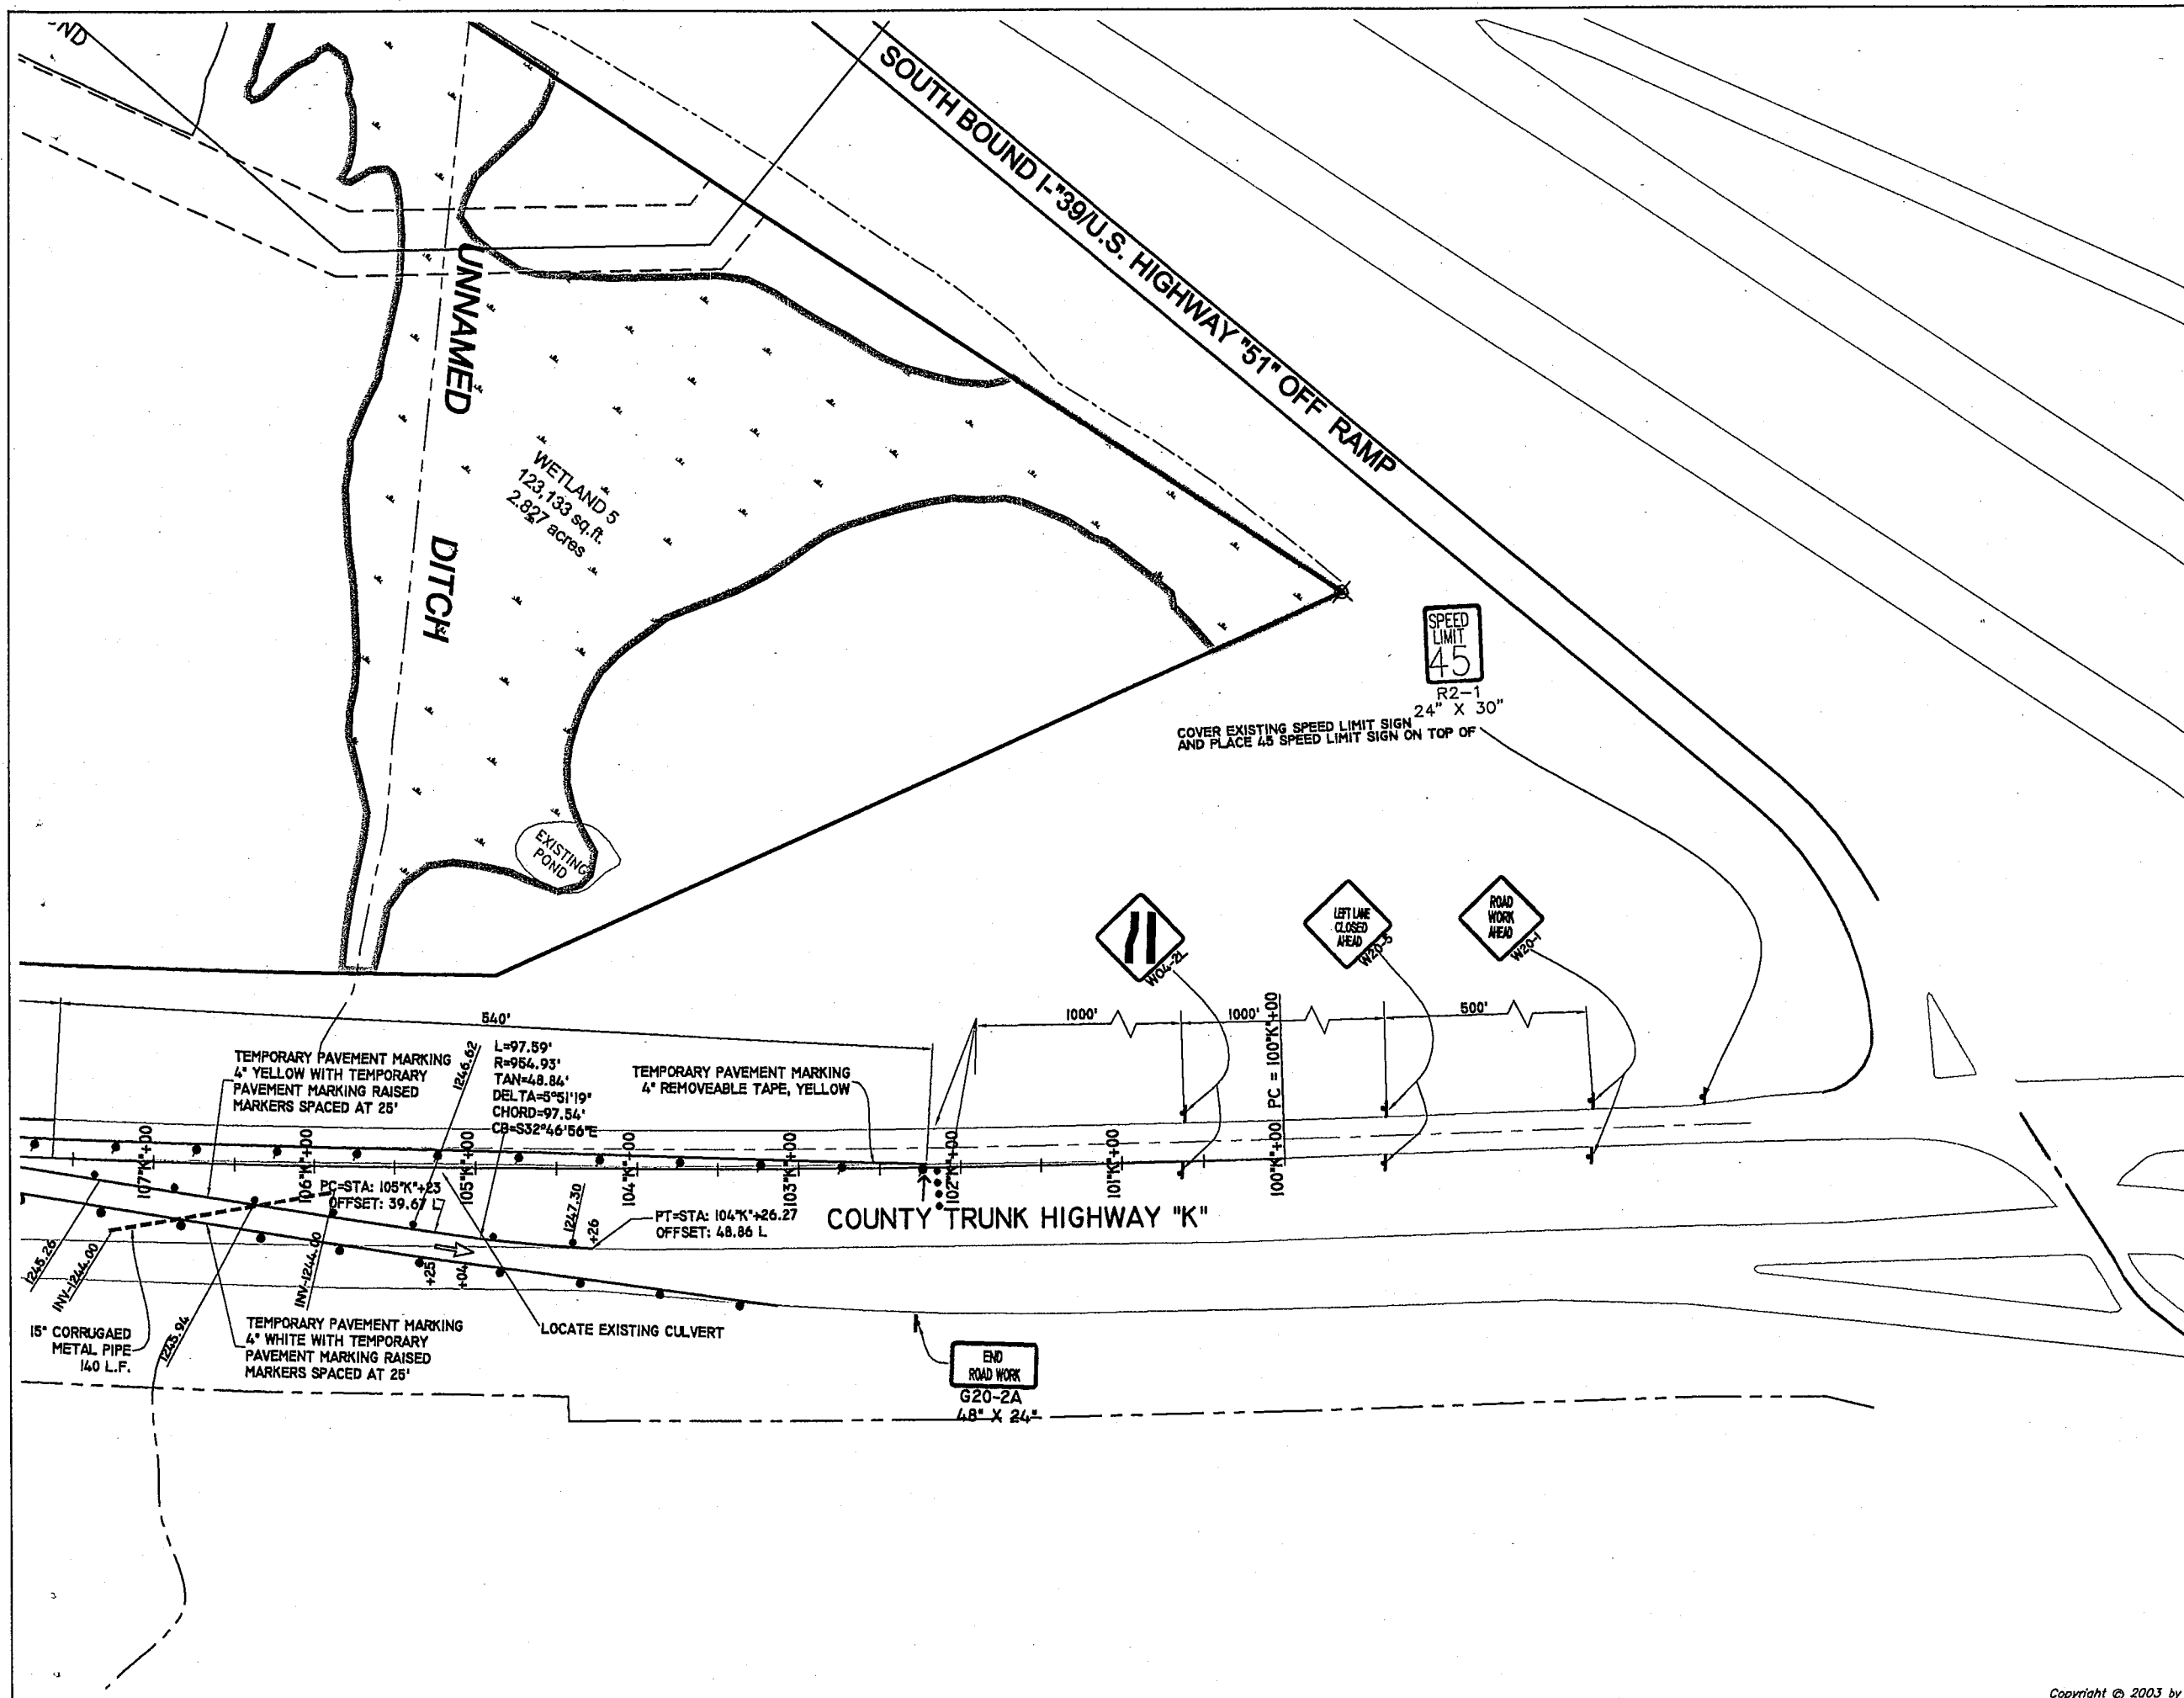 SOUTH BOUND I-"39/U.S. HIGHWAY "51" OFF RAMP
UNNAMED
DITCH
WETLAND 5
123,133 sq.ft.
2.827 acres
EXISTING
POND
SPEED
LIMIT
45
R2-1
24" X 30"
COVER EXISTING SPEED LIMIT SIGN
AND PLACE 45 SPEED LIMIT SIGN ON TOP OF
W04-2L
LEFT LANE
CLOSED
AHEAD
W20-5
ROAD
WORK
AHEAD
W20-1
540'
1000'
1000'
500'
PC = 100"K"+00
TEMPORARY PAVEMENT MARKING
4" YELLOW WITH TEMPORARY
PAVEMENT MARKING RAISED
MARKERS SPACED AT 25'
1246.62
L=97.59'
R=954.93'
TAN=48.84'
DELTA=5°51'19"
CHORD=97.54'
CB=S32°46'56"E
TEMPORARY PAVEMENT MARKING
4" REMOVEABLE TAPE, YELLOW
107"K"+00
106"K"+00
105"K"+00
104"K"+00
103"K"+00
102"K"+00
101"K"+00
100"K"+00
PC=STA: 105"K"+23
OFFSET: 39.67 L
1247.30
+26
PT=STA: 104"K"+26.27
OFFSET: 48.86 L
COUNTY TRUNK HIGHWAY "K"
1245.26
INV-1244.00
INV-1244.00
+25
+04
1245.94
15" CORRUGAED
METAL PIPE
140 L.F.
TEMPORARY PAVEMENT MARKING
4" WHITE WITH TEMPORARY
PAVEMENT MARKING RAISED
MARKERS SPACED AT 25'
LOCATE EXISTING CULVERT
END
ROAD WORK
G20-2A
48" X 24"
Copyright © 2003 by